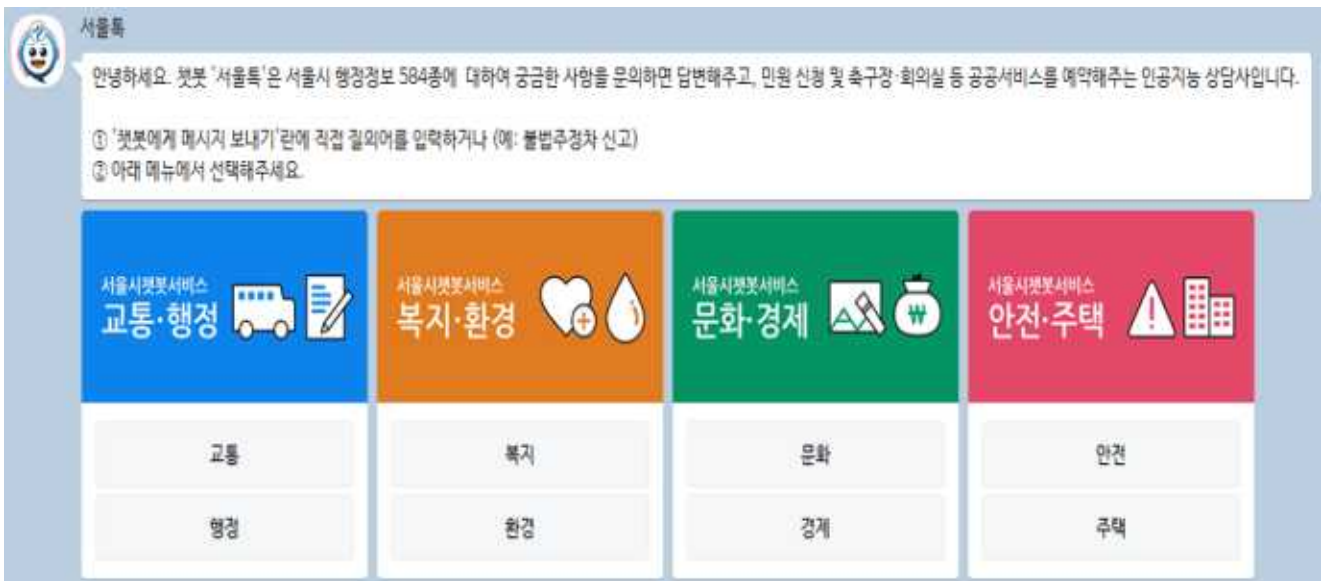 서울톡
안녕하세요. 챗봇 '서울톡'은 서울시 행정정보 584종에 대하여 궁금한 사항을 문의하면 답변해주고, 민원 신청 및 축구장·회의실 등 공공서비스를 예약해주는 인공지능 상담사입니다.
① '챗봇에게 메시지 보내기'란에 직접 질의어를 입력하거나 (예: 불법주정차 신고)
② 아래 메뉴에서 선택해주세요.
서울시챗봇서비스
교통·행정
서울시챗봇서비스
복지·환경
서울시챗봇서비스
문화·경제
₩
서울시챗봇서비스
안전·주택
교통
복지
문화
안전
행정
환경
경제
주택